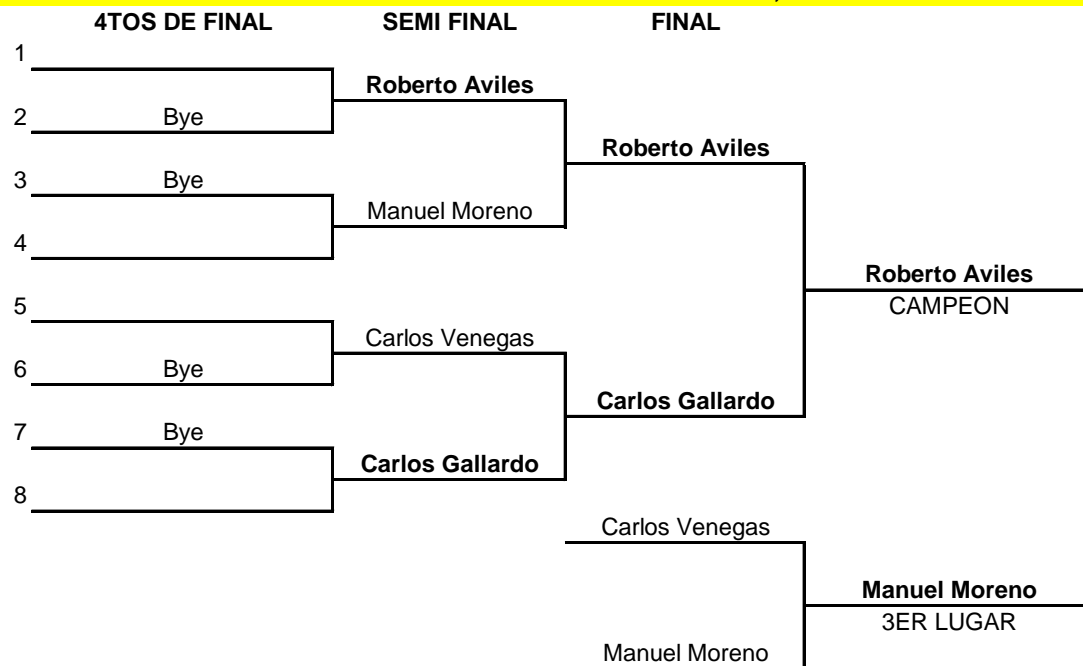 4TOS DE FINAL SEMI FINAL FINAL
1
Roberto Aviles
2 Bye
Roberto Aviles
3 Bye
Manuel Moreno
4
Roberto Aviles
5 CAMPEON
Carlos Venegas
6 Bye
Carlos Gallardo
7 Bye
Carlos Gallardo
8
Carlos Venegas
Manuel Moreno
3ER LUGAR
Manuel Moreno